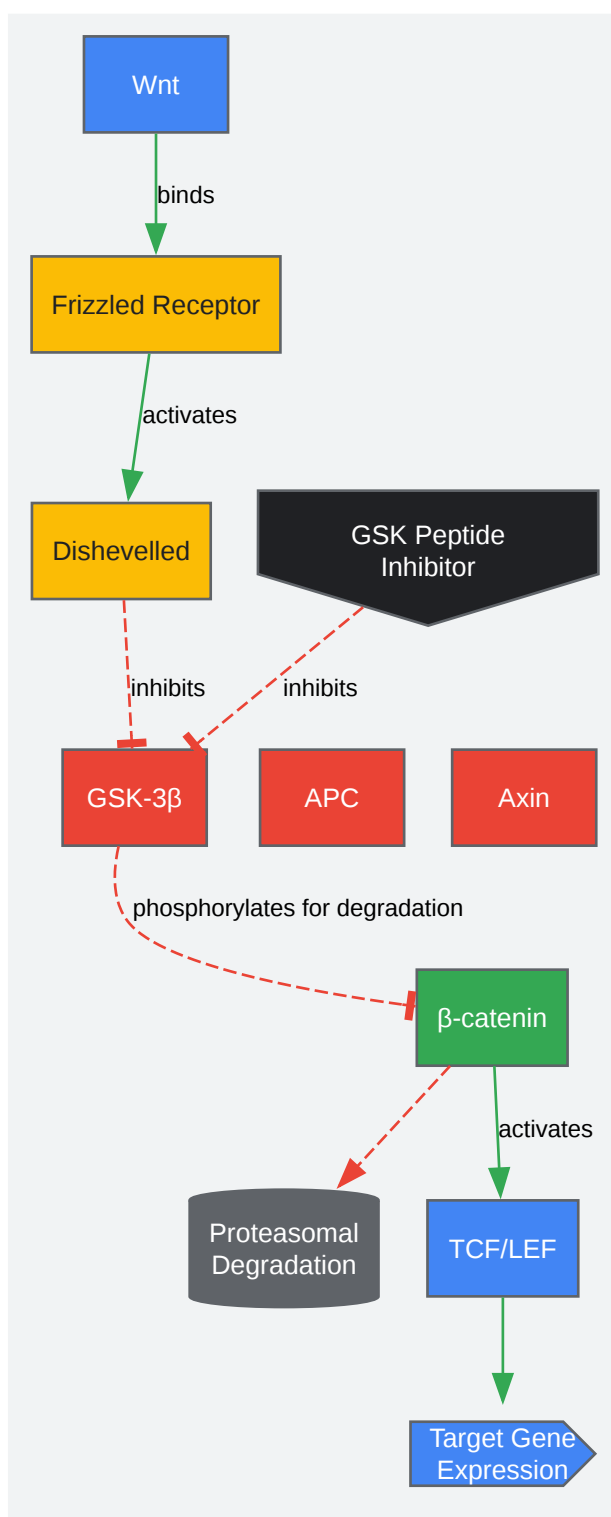 Wnt
binds
Frizzled Receptor
activates
Dishevelled
GSK Peptide
Inhibitor
inhibits
inhibits
GSK-3β
APC
Axin
phosphorylates for degradation
β-catenin
activates
Proteasomal
Degradation
TCF/LEF
Target Gene
Expression